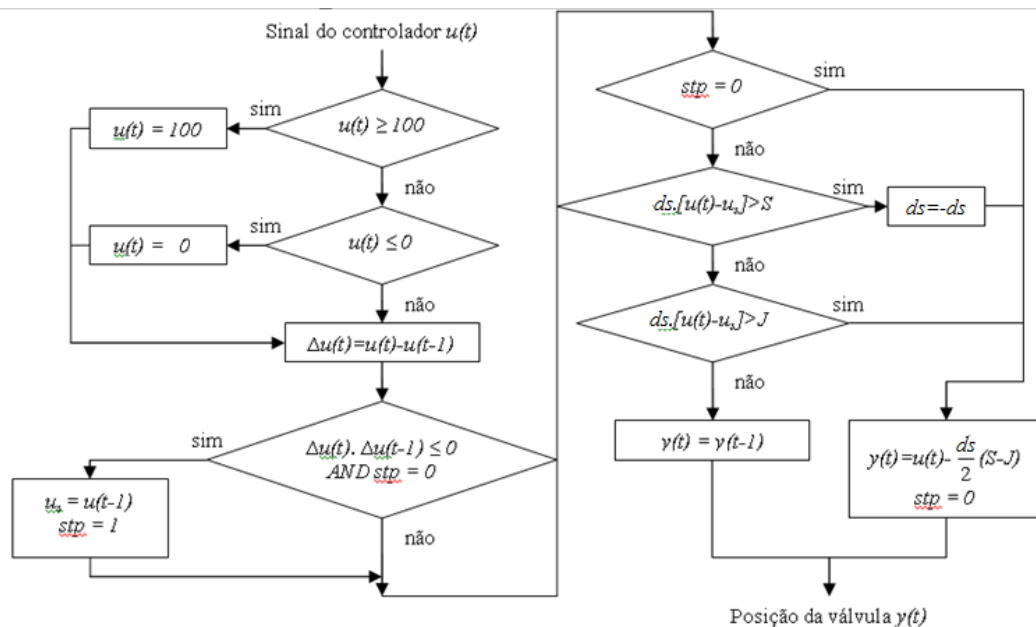 Sinal do controlador u(t)
u(t) ≥ 100
sim
u(t) = 100
não
u(t) ≤ 0
sim
u(t) = 0
não
Δu(t)=u(t)-u(t-1)
Δu(t). Δu(t-1) ≤ 0
AND stp = 0
sim
uₛ = u(t-1)
stp = 1
não
stp = 0
sim
não
ds.[u(t)-uₛ]>S
sim
ds=-ds
não
ds.[u(t)-uₛ]>J
sim
não
y(t) = y(t-1)
y(t)=u(t)- ds/2 (S-J)
stp = 0
Posição da válvula y(t)